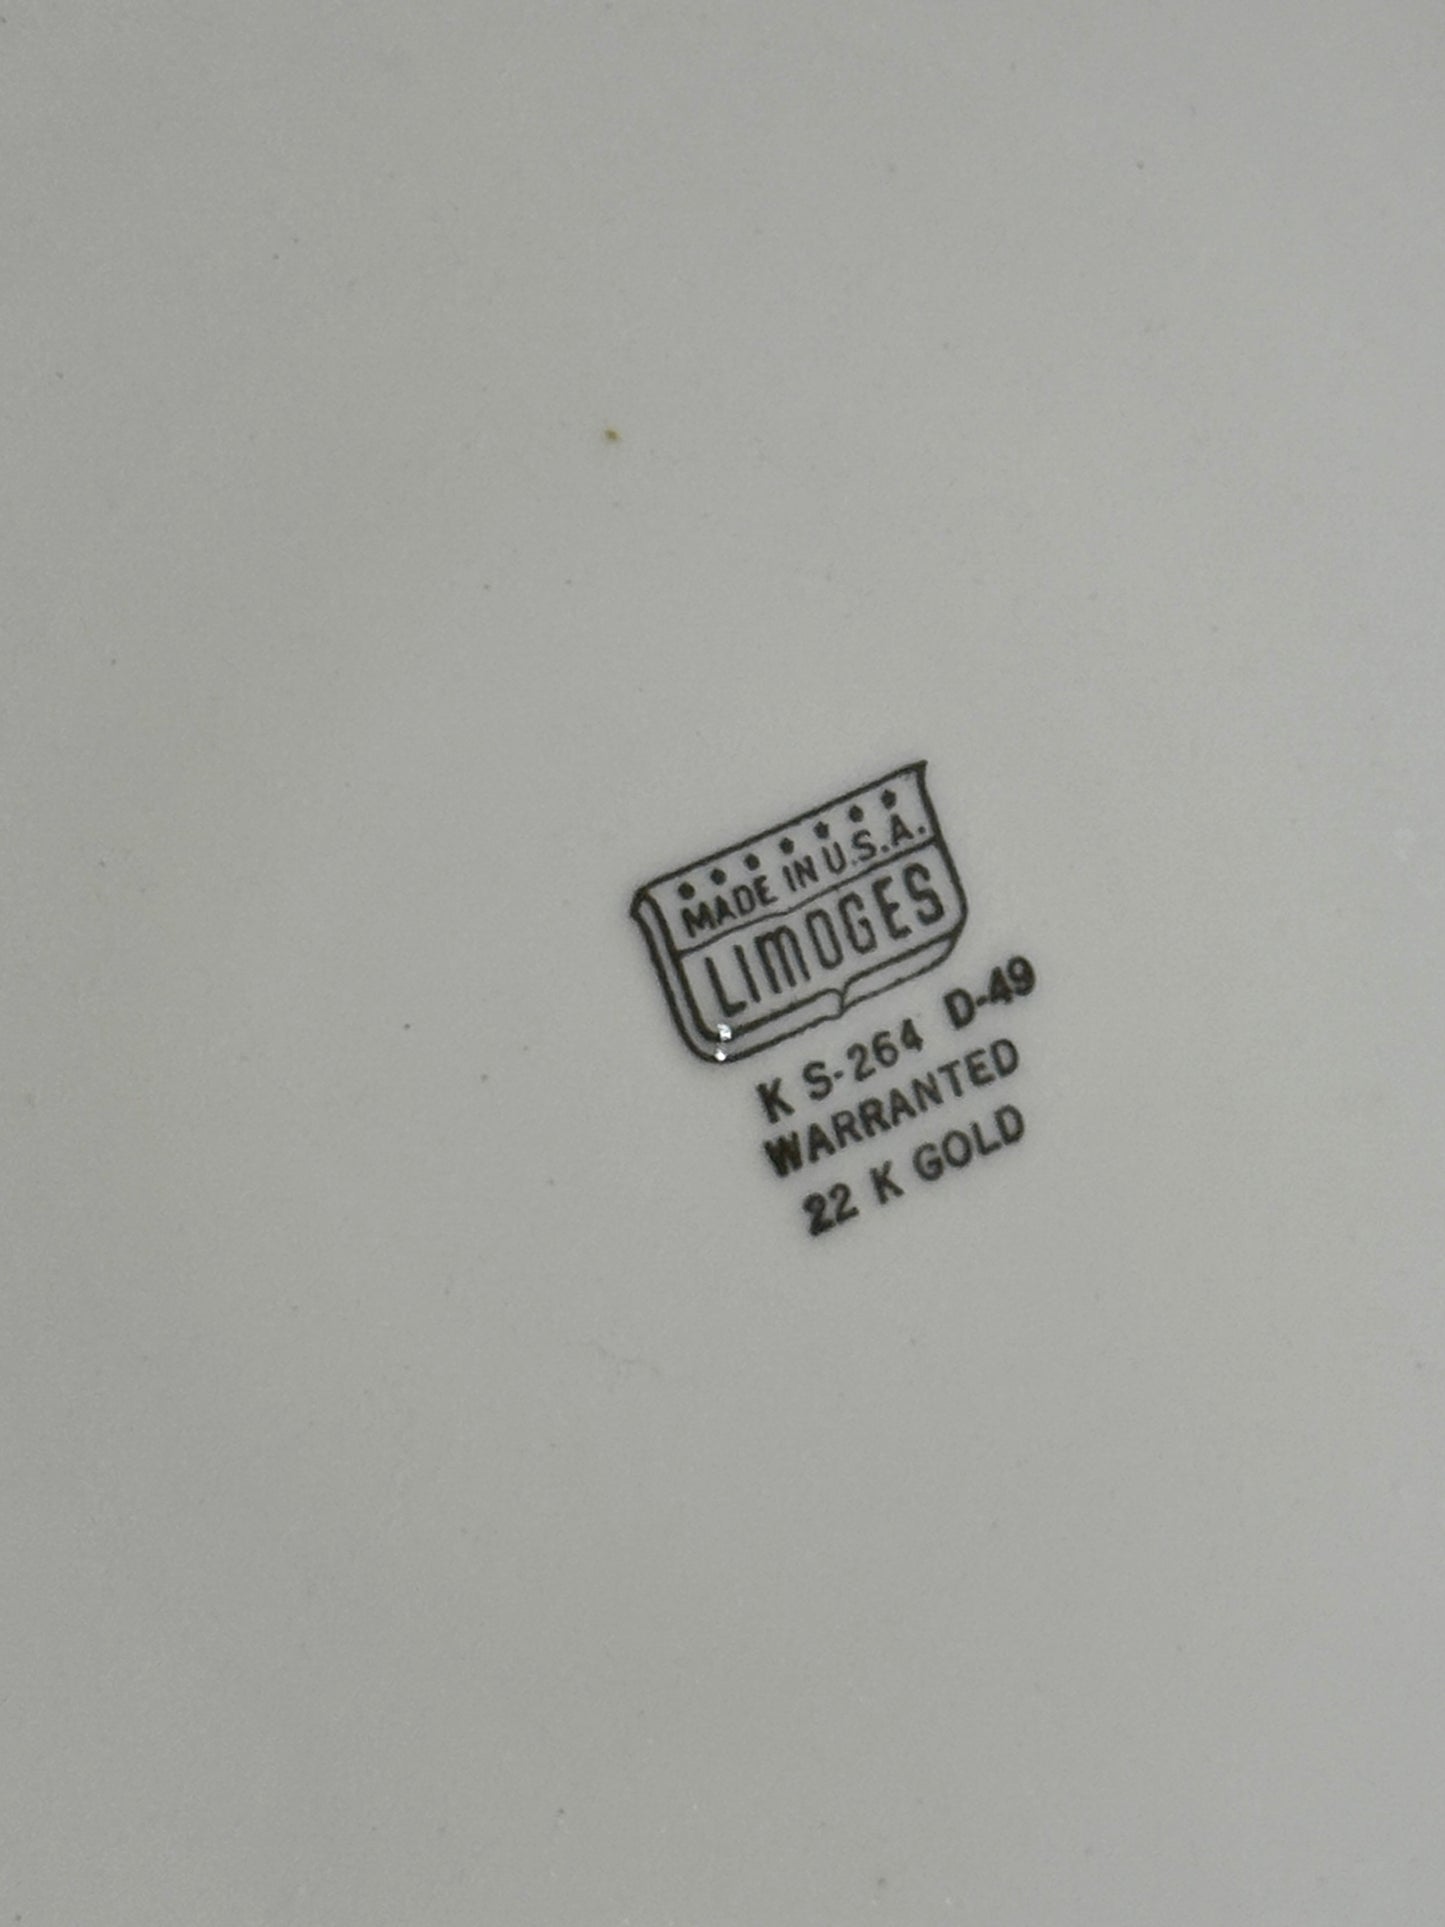 MADE IN U.S.A.
LIMOGES
K S-264 D-49
WARRANTED
22 K GOLD